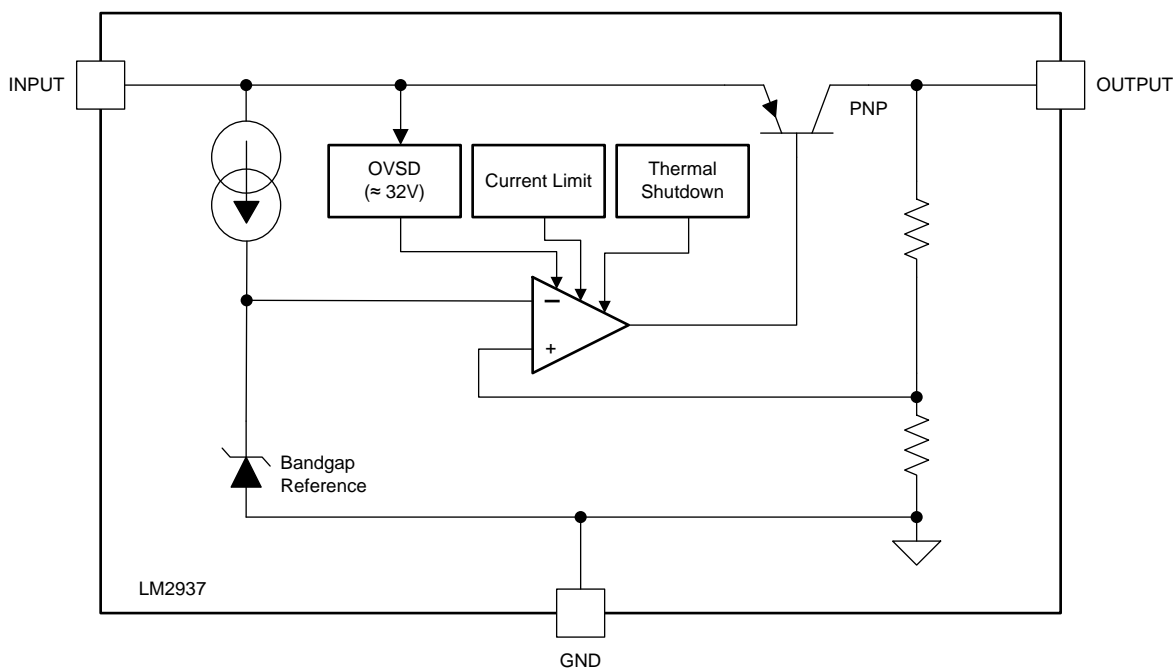 INPUT
OUTPUT
PNP
OVSD
(≈ 32V)
Current Limit
Thermal
Shutdown
−
+
Bandgap
Reference
LM2937
GND